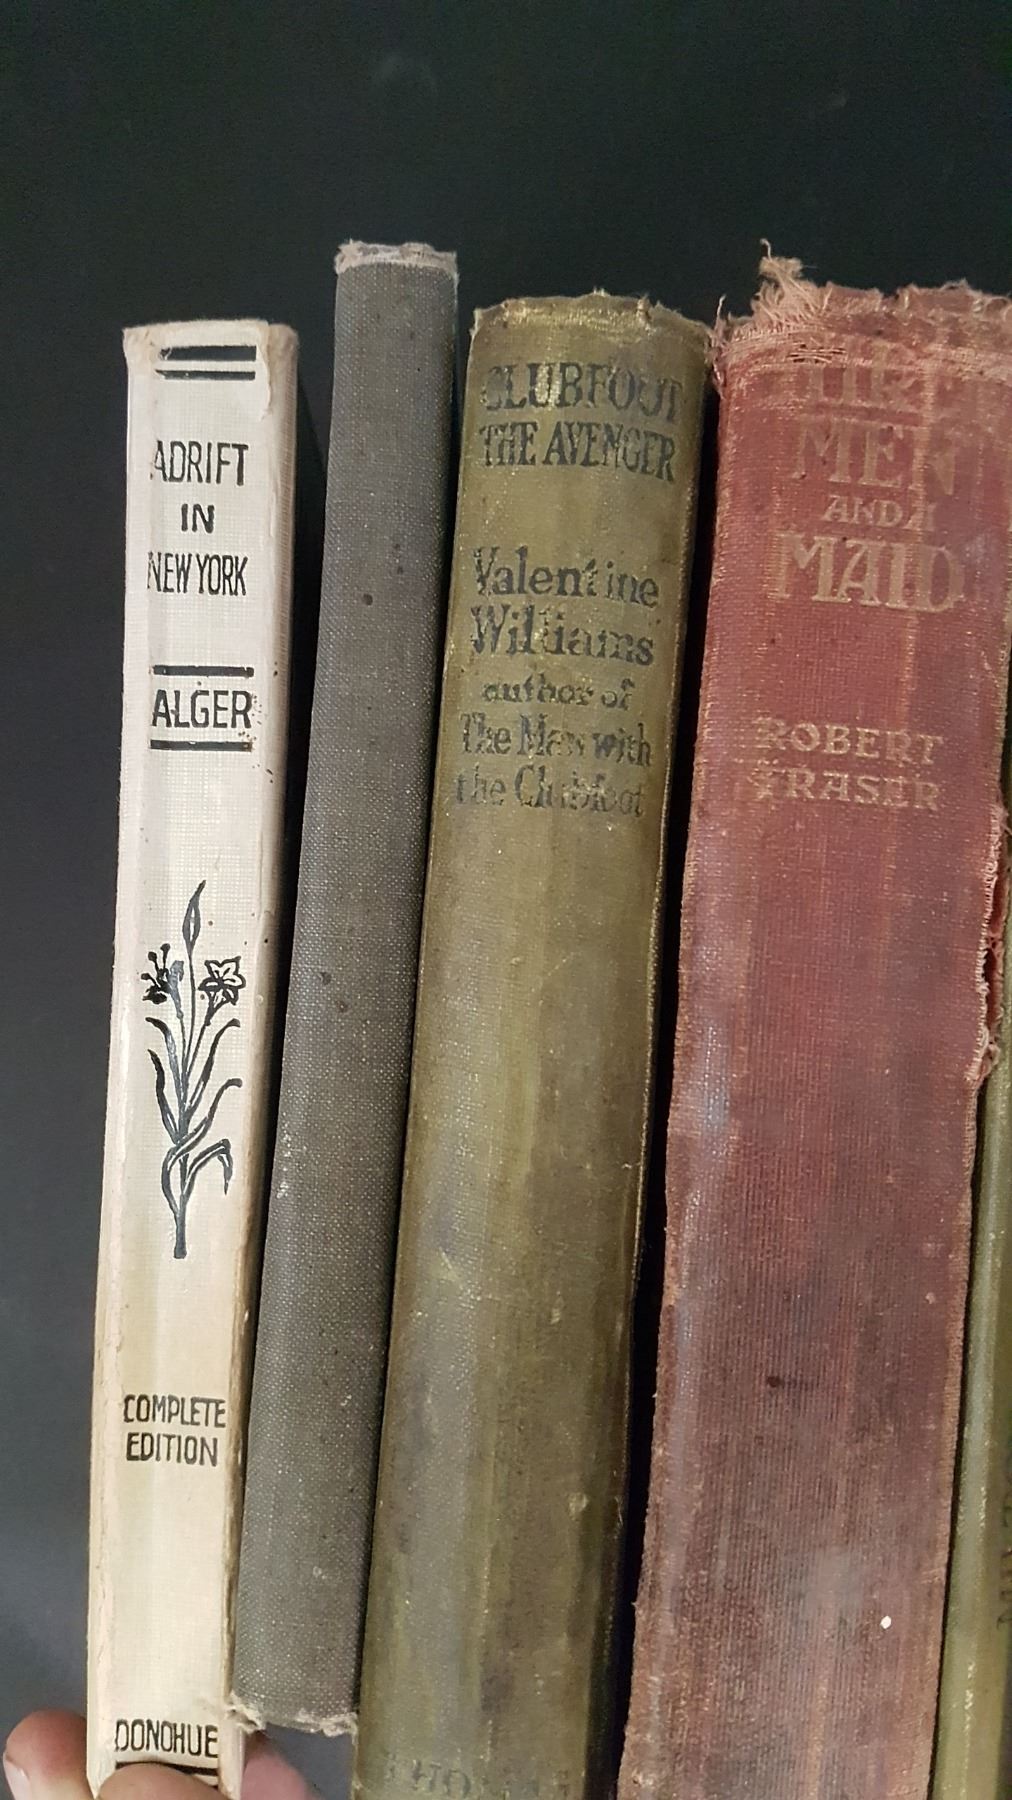 ADRIFT
IN
NEW YORK
ALGER
COMPLETE
EDITION
DONOHUE
CLUBFOOT
THE AVENGER
Valentine
Williams
author of
The Man with
the Clubfoot
MEN
AND A
MAID
ROBERT
FRASER